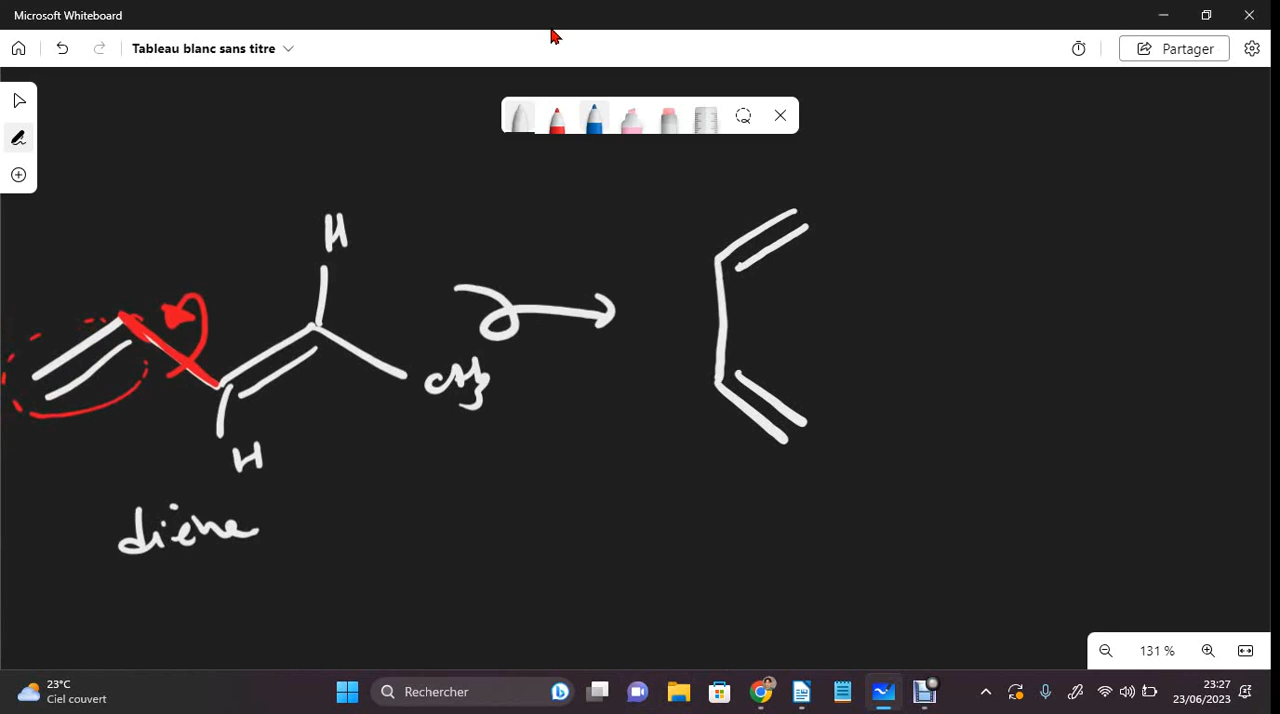 Microsoft Whiteboard
Tableau blanc sans titre
Partager
H
CH3
H
diène
131 %
23°C
Ciel couvert
Rechercher
23:27
23/06/2023